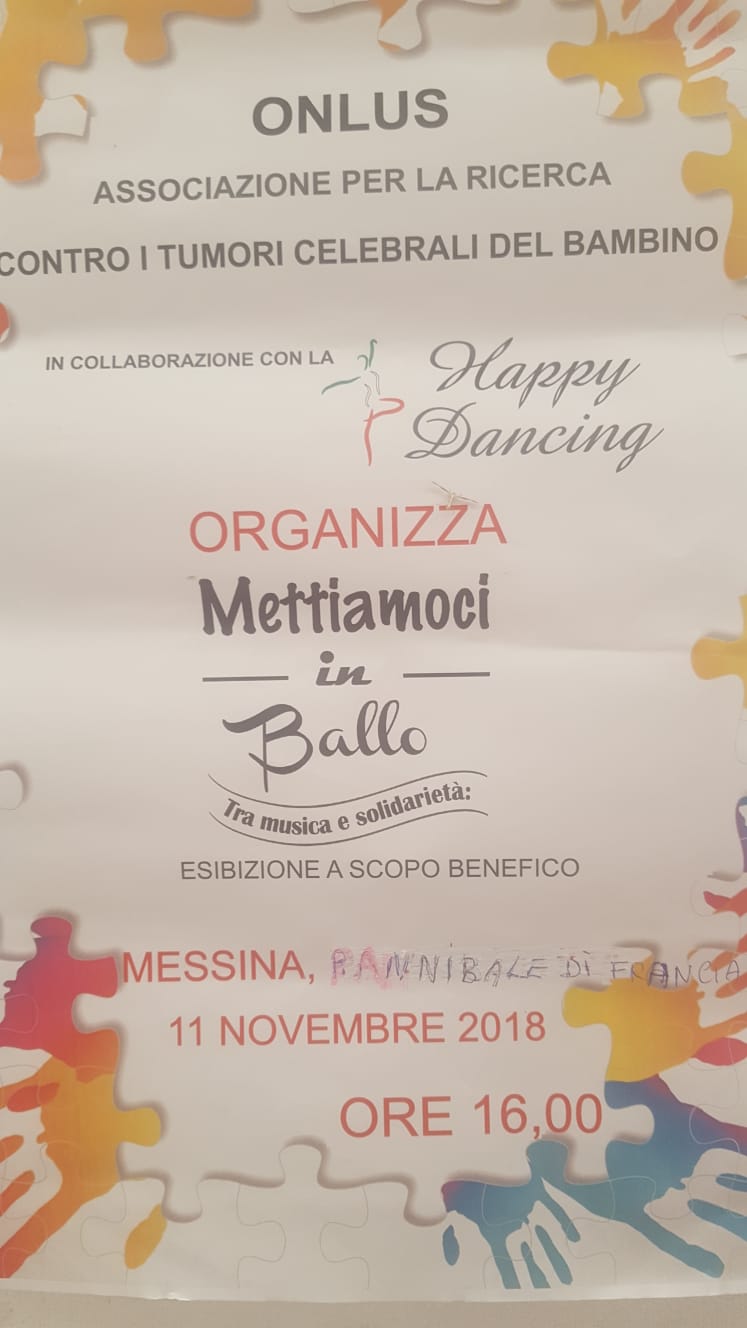 ONLUS
ASSOCIAZIONE PER LA RICERCA
CONTRO I TUMORI CELEBRALI DEL BAMBINO
IN COLLABORAZIONE CON LA
Happy
Dancing
ORGANIZZA
Mettiamoci
in
Ballo
Tra musica e solidarietà:
ESIBIZIONE A SCOPO BENEFICO
MESSINA, P. ANNIBALE DI FRANCIA
11 NOVEMBRE 2018
ORE 16,00